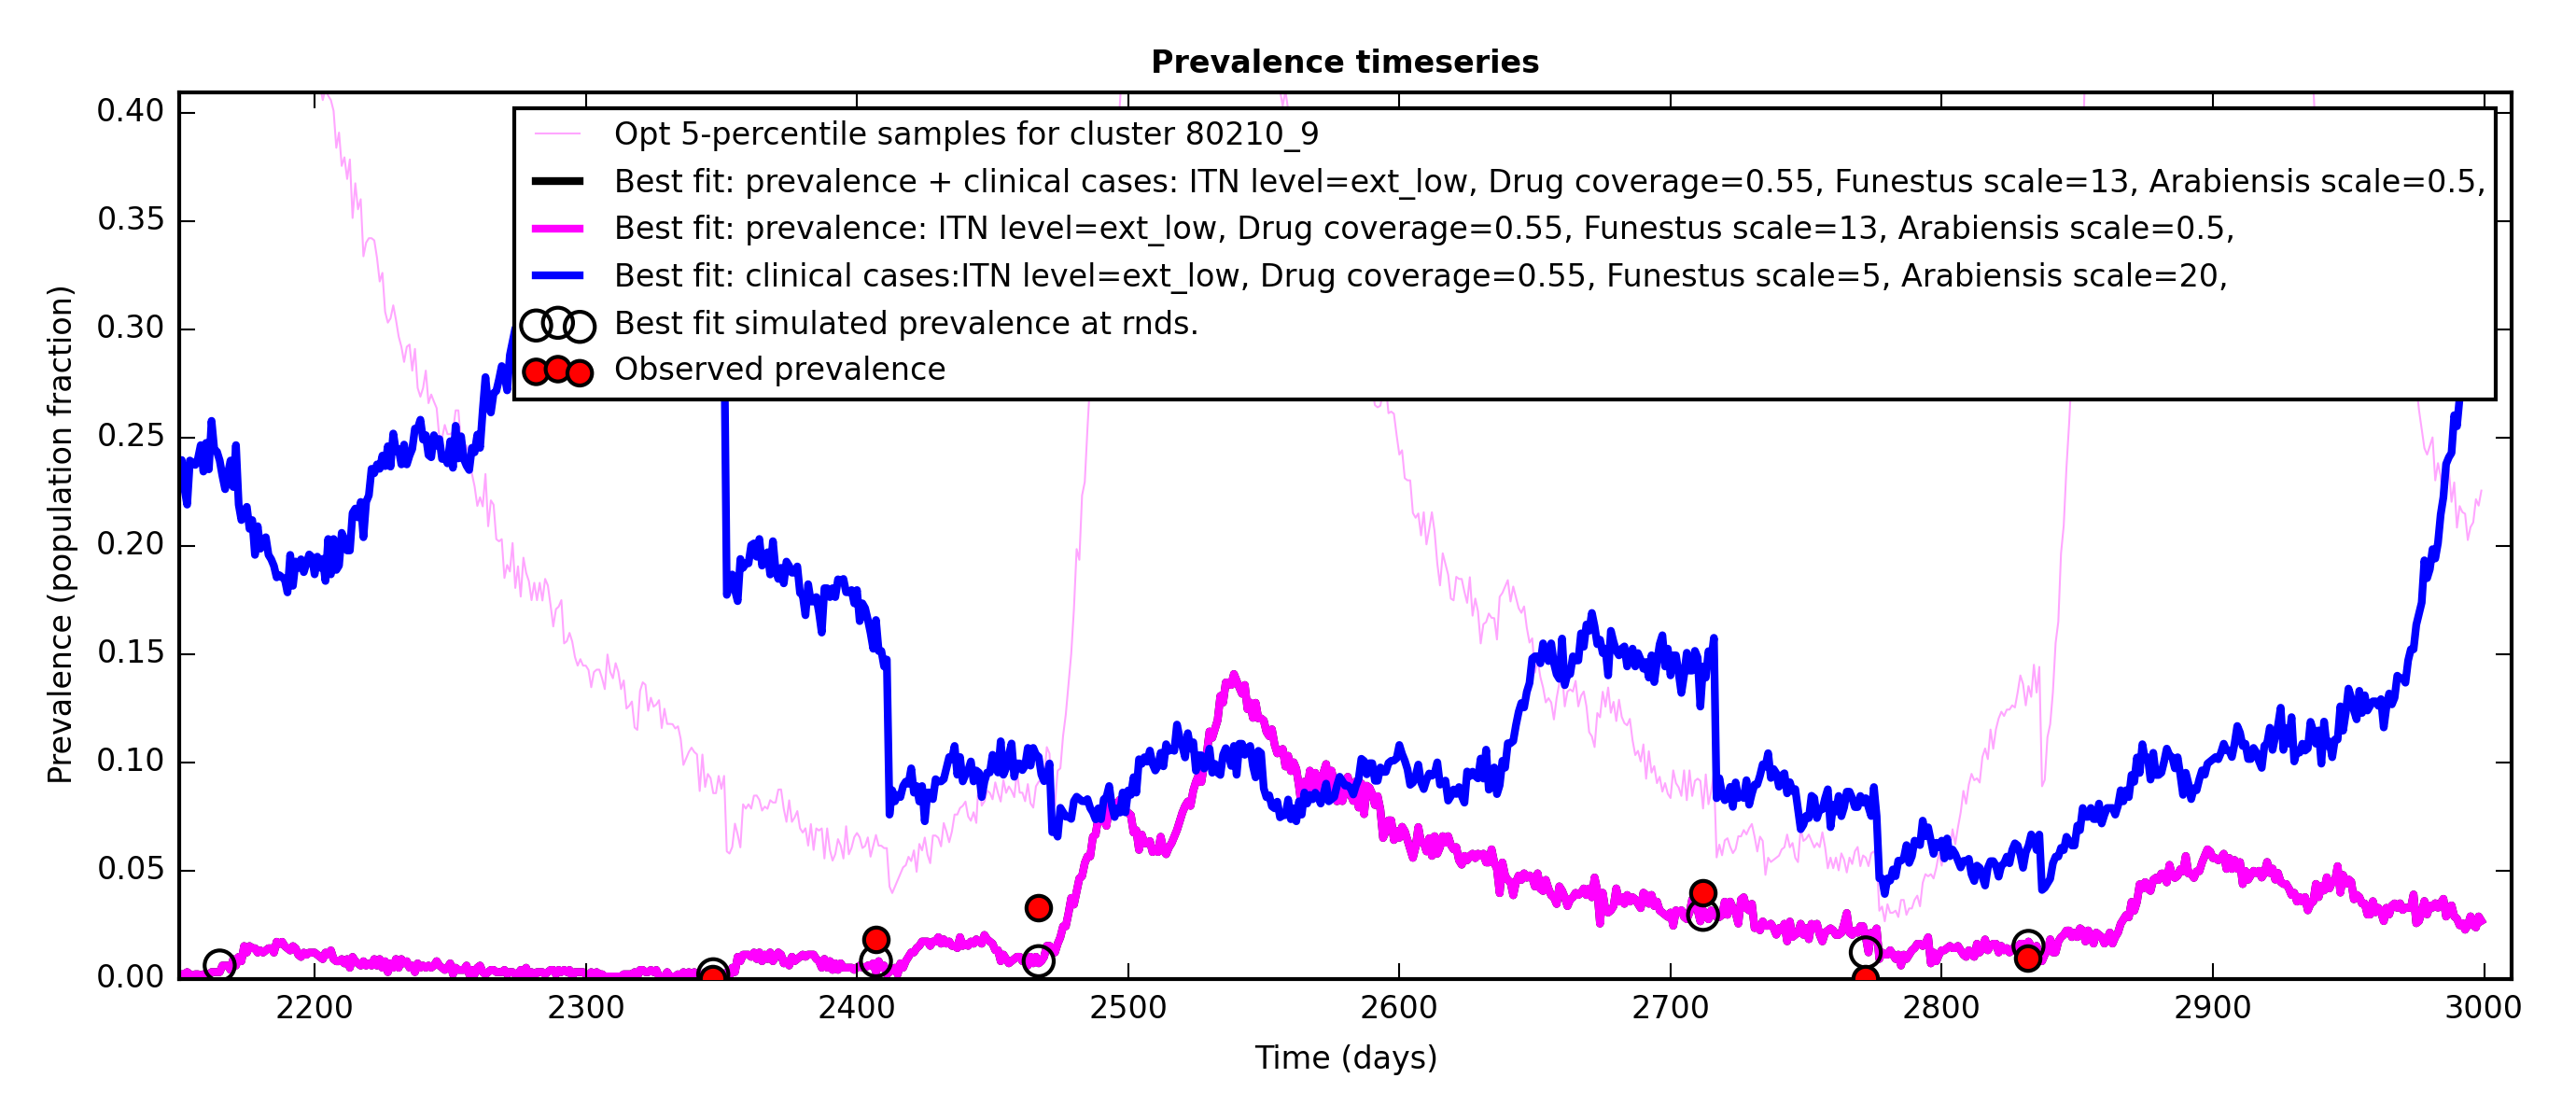 Prevalence timeseries
Opt 5-percentile samples for cluster 80210_9
Best fit: prevalence + clinical cases: ITN level=ext_low, Drug coverage=0.55, Funestus scale=13, Arabiensis scale=0.5,
Best fit: prevalence: ITN level=ext_low, Drug coverage=0.55, Funestus scale=13, Arabiensis scale=0.5,
Best fit: clinical cases:ITN level=ext_low, Drug coverage=0.55, Funestus scale=5, Arabiensis scale=20,
Best fit simulated prevalence at rnds.
Observed prevalence
Prevalence (population fraction)
0.40
0.35
0.30
0.25
0.20
0.15
0.10
0.05
0.00
2200 2300 2400 2500 2600 2700 2800 2900 3000
Time (days)